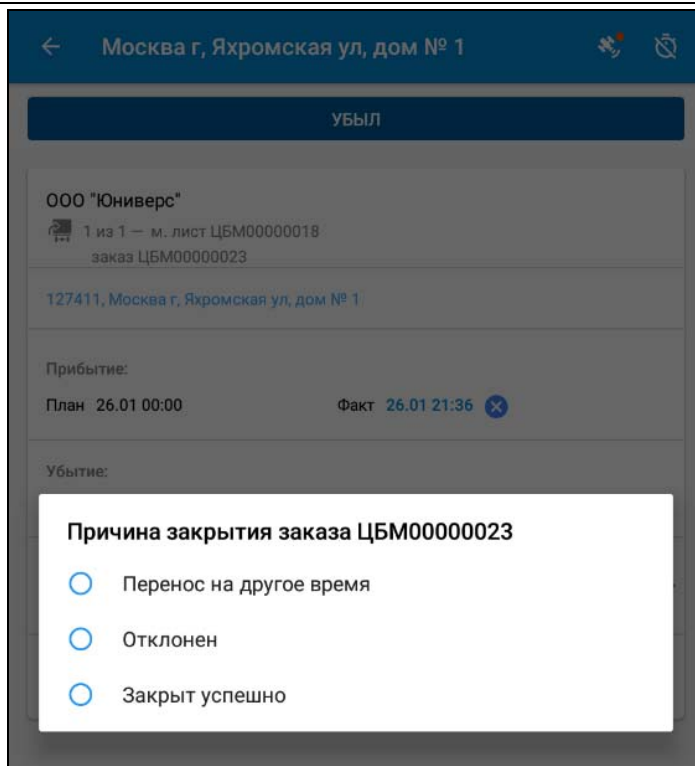 Москва г, Яхромская ул, дом № 1
УБЫЛ
ООО "Юниверс"
1 из 1 — м. лист ЦБМ00000018
заказ ЦБМ00000023
127411, Москва г, Яхромская ул, дом № 1
Прибытие:
План 26.01 00:00 Факт 26.01 21:36
Убытие:
Причина закрытия заказа ЦБМ00000023
Перенос на другое время
Отклонен
Закрыт успешно